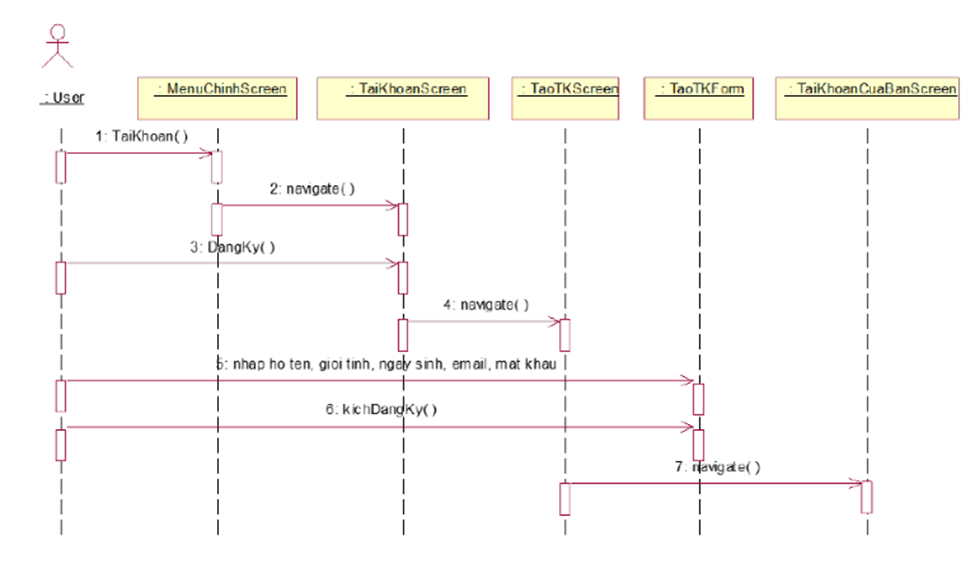 : User
: MenuChinhScreen
: TaiKhoanScreen
: TaoTKScreen
: TaoTKForm
: TaiKhoanCuaBanScreen
1: TaiKhoan( )
2: navigate( )
3: DangKy( )
4: navigate( )
5: nhap ho ten, gioi tinh, ngay sinh, email, mat khau
6: kichDangKy( )
7: navigate( )